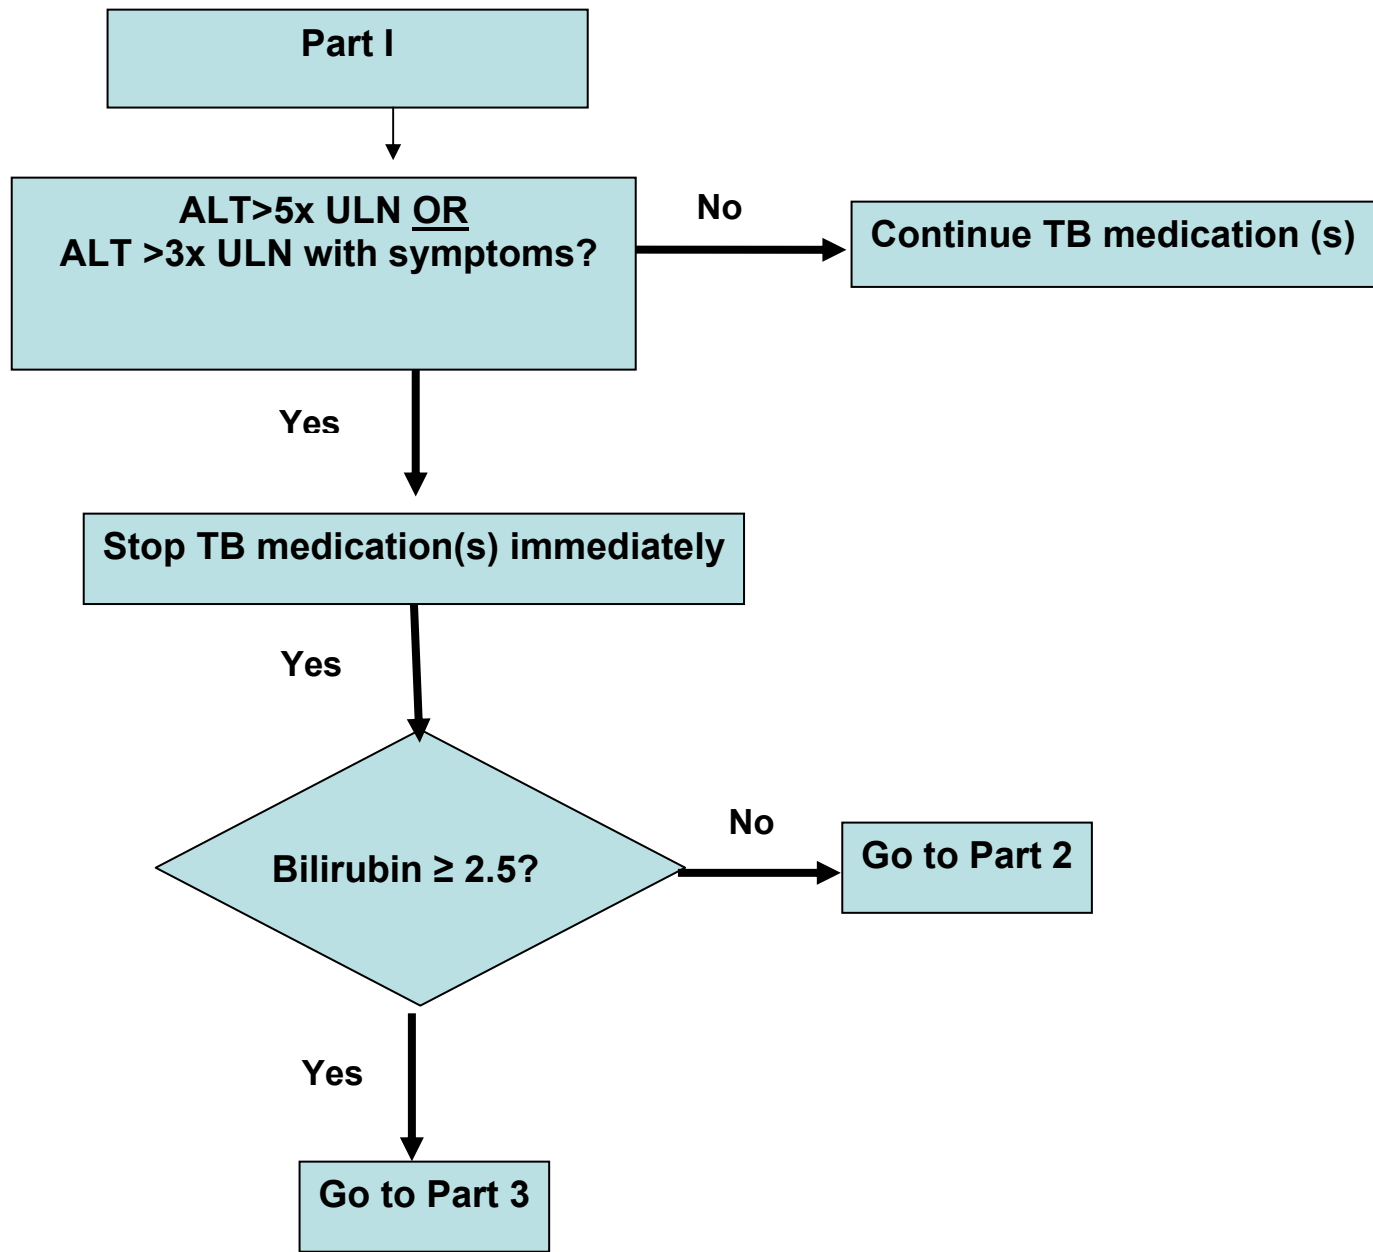 Part I
ALT>5x ULN OR
ALT >3x ULN with symptoms?
No
Continue TB medication (s)
Yes
Stop TB medication(s) immediately
Yes
Bilirubin ≥ 2.5?
No
Go to Part 2
Yes
Go to Part 3